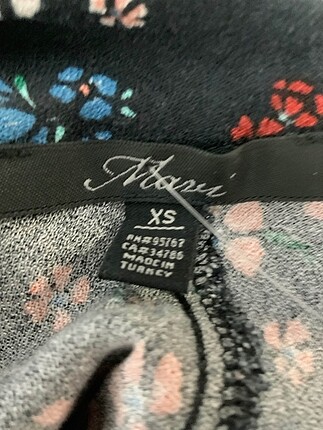 Mavi
XS
RN#95767
CA#34786
MADE IN
TURKEY